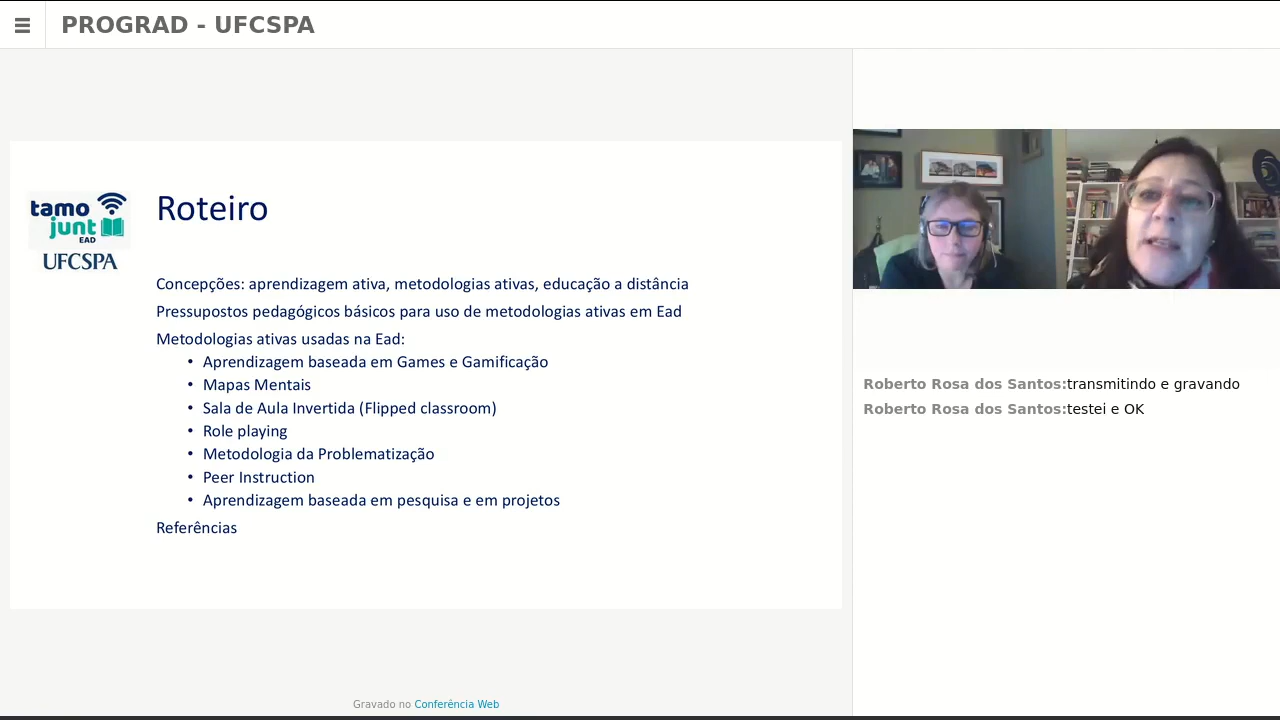 PROGRAD - UFCSPA
tamo
junt
EAD
UFCSPA
Roteiro
Concepções: aprendizagem ativa, metodologias ativas, educação a distância
Pressupostos pedagógicos básicos para uso de metodologias ativas em Ead
Metodologias ativas usadas na Ead:
• Aprendizagem baseada em Games e Gamificação
• Mapas Mentais
• Sala de Aula Invertida (Flipped classroom)
• Role playing
• Metodologia da Problematização
• Peer Instruction
• Aprendizagem baseada em pesquisa e em projetos
Referências
Roberto Rosa dos Santos:transmitindo e gravando
Roberto Rosa dos Santos:testei e OK
Gravado no Conferência Web